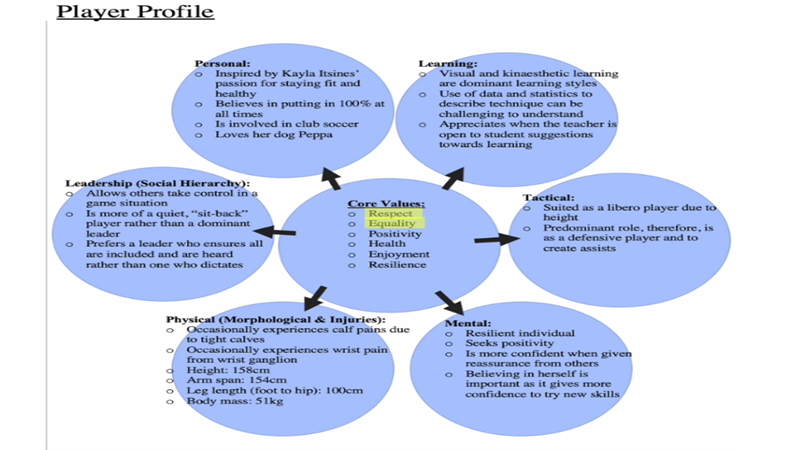 Player Profile
Personal:
o Inspired by Kayla Itsines’
passion for staying fit and
healthy
o Believes in putting in 100% at
all times
o Is involved in club soccer
o Loves her dog Peppa
Learning:
o Visual and kinaesthetic learning
are dominant learning styles
o Use of data and statistics to
describe technique can be
challenging to understand
o Appreciates when the teacher is
open to student suggestions
towards learning
Leadership (Social Hierarchy):
o Allows others take control in a
game situation
o Is more of a quiet, “sit-back”
player rather than a dominant
leader
o Prefers a leader who ensures all
are included and are heard
rather than one who dictates
Core Values:
o Respect
o Equality
o Positivity
o Health
o Enjoyment
o Resilience
Tactical:
o Suited as a libero player due to
height
o Predominant role, therefore, is
as a defensive player and to
create assists
Physical (Morphological & Injuries):
o Occasionally experiences calf pains due
to tight calves
o Occasionally experiences wrist pain
from wrist ganglion
o Height: 158cm
o Arm span: 154cm
o Leg length (foot to hip): 100cm
o Body mass: 51kg
Mental:
o Resilient individual
o Seeks positivity
o Is more confident when given
reassurance from others
o Believing in herself is
important as it gives more
confidence to try new skills